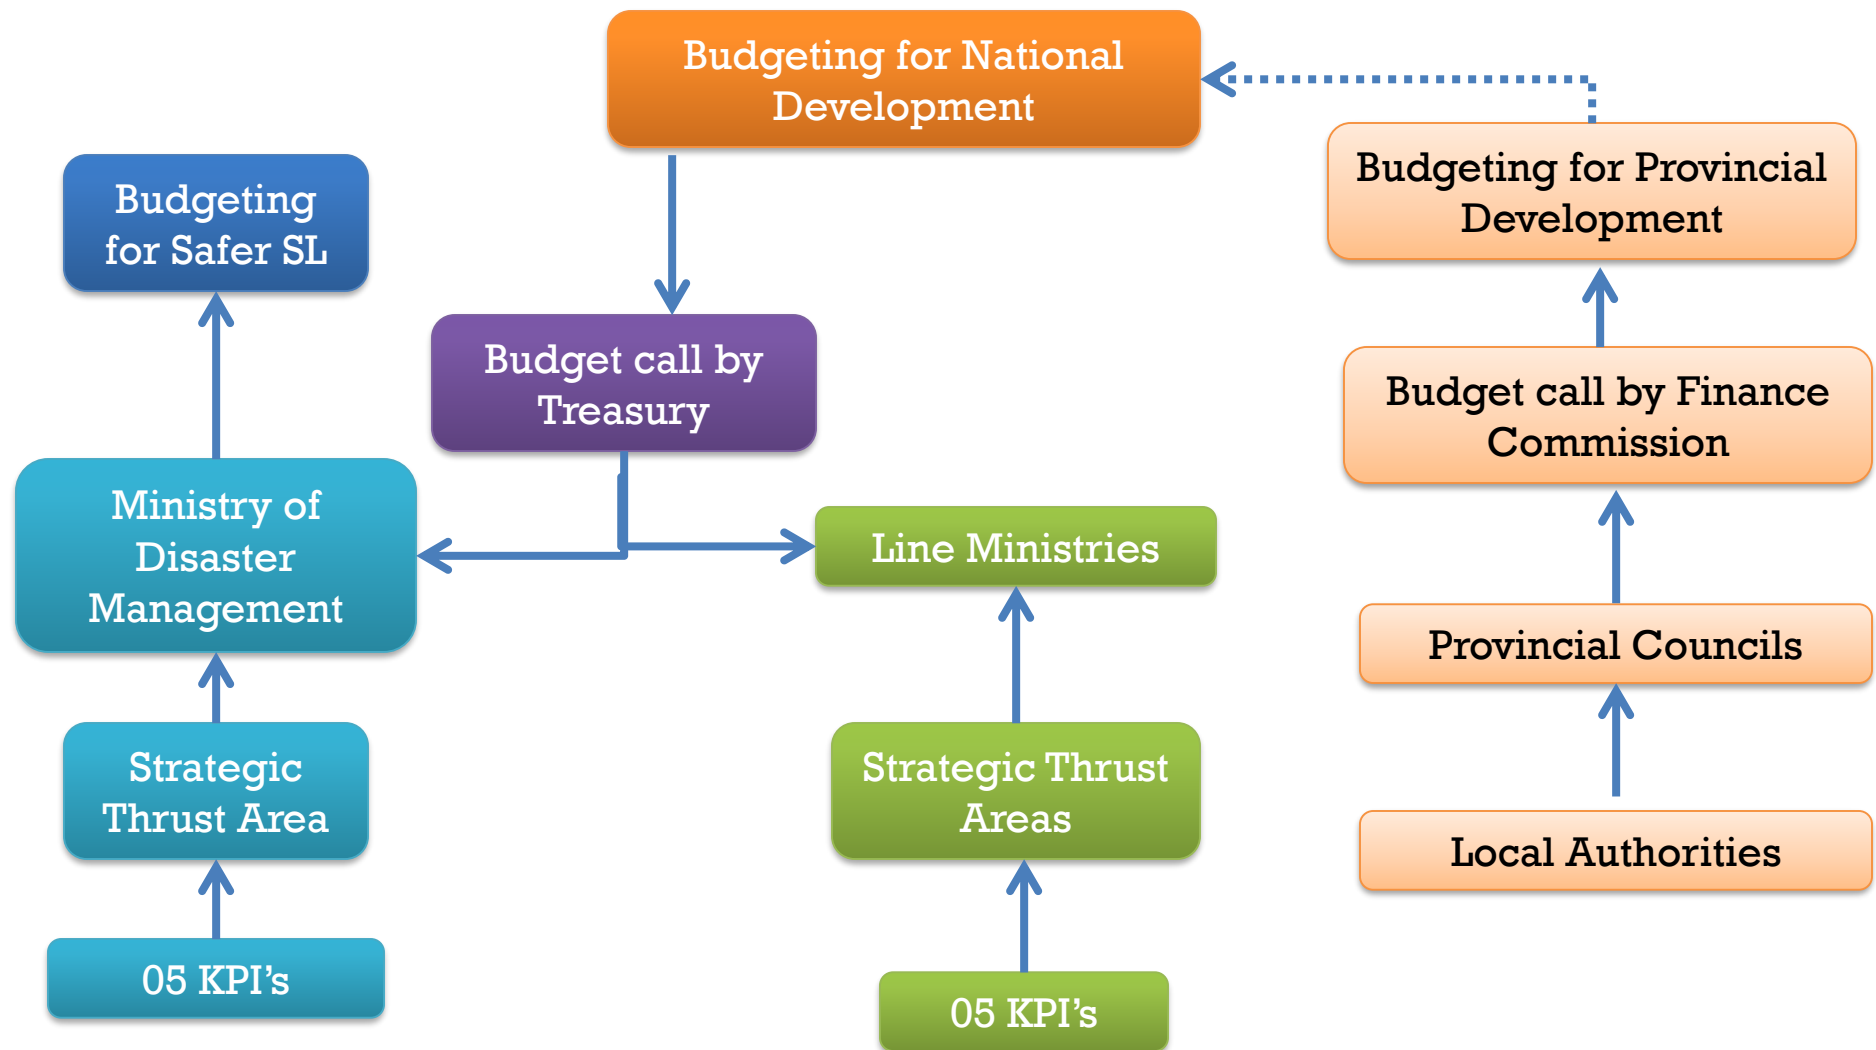 Budgeting for National
Development
Budgeting for Provincial
Development
Budgeting
for Safer SL
Budget call by
Treasury
Budget call by Finance
Commission
Ministry of
Disaster
Management
Line Ministries
Provincial Councils
Strategic
Thrust Area
Strategic Thrust
Areas
Local Authorities
05 KPI’s
05 KPI’s